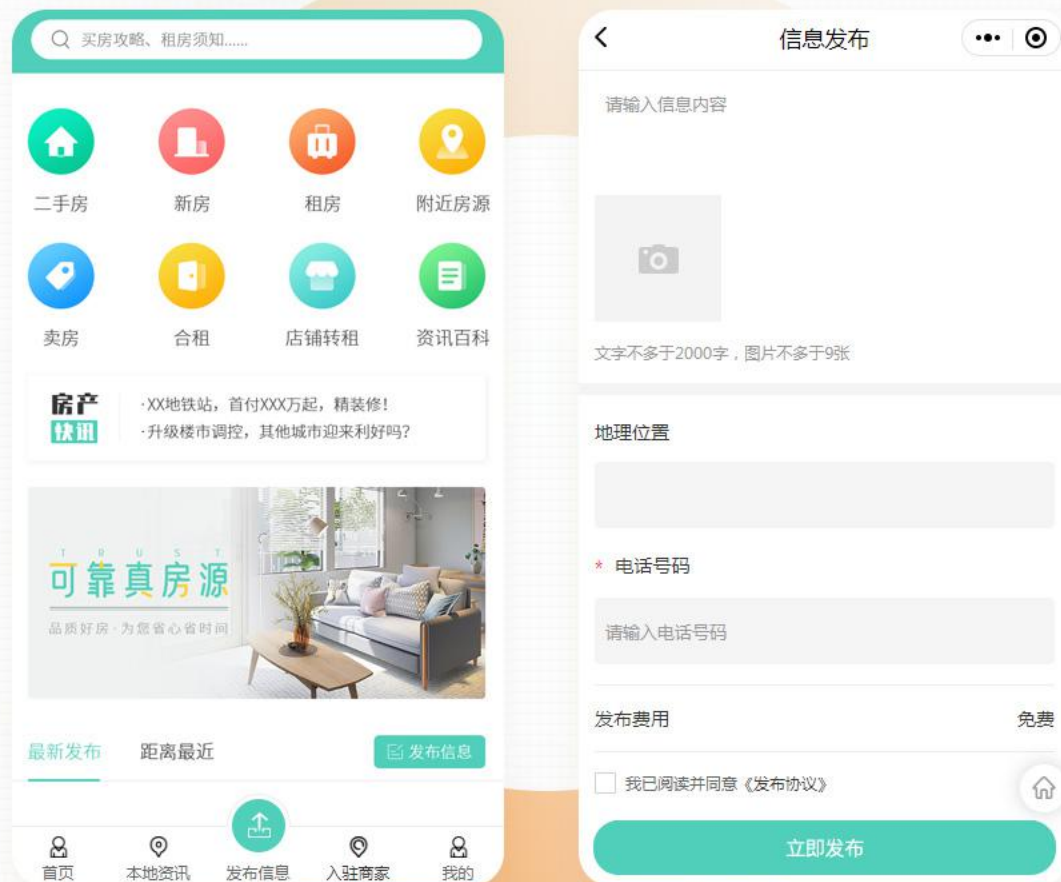 买房攻略、租房须知......
二手房
新房
租房
附近房源
卖房
合租
店铺转租
资讯百科
房产
快讯
·XX地铁站，首付XXX万起，精装修！
·升级楼市调控，其他城市迎来利好吗?
TRUST
可靠真房源
品质好房·为您省心省时间
最新发布
距离最近
发布信息
首页
本地资讯
发布信息
入驻商家
我的
信息发布
请输入信息内容
文字不多于2000字，图片不多于9张
地理位置
* 电话号码
请输入电话号码
发布费用
免费
我已阅读并同意《发布协议》
立即发布